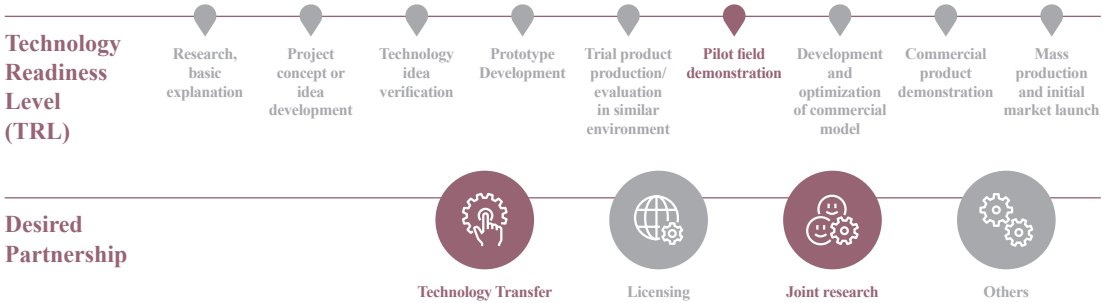 Technology
Readiness
Level
(TRL)
Research,
basic
explanation
Project
concept or
idea
development
Technology
idea
verification
Prototype
Development
Trial product
production/
evaluation
in similar
environment
Pilot field
demonstration
Development
and
optimization
of commercial
model
Commercial
product
demonstration
Mass
production
and initial
market launch
Desired
Partnership
Technology Transfer
Licensing
Joint research
Others